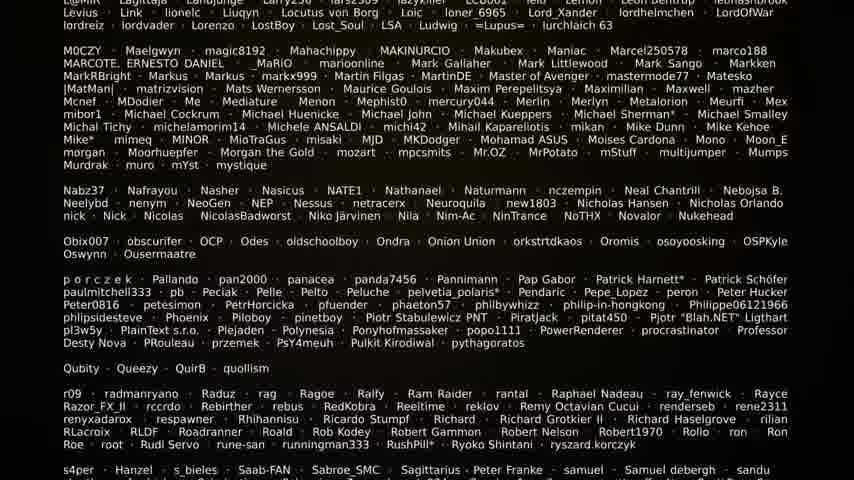 Levius · Link · lionelc · Liuqyn · Locutus von Borg · Loic · loner_6965 · Lord_Xander · lordhelmchen · LordOfWar
lordreiz · lordvader · Lorenzo · LostBoy · Lost_Soul · LSA · Ludwig · =Lupus= · lurchlaich 63
M0CZY · Maelgwyn · magic8192 · Mahachippy · MAKINURCIO · Makubex · Maniac · Marcel250578 · marco188
MARCOTE, ERNESTO DANIEL · _MaRiO · marioonline · Mark Gallaher · Mark Littlewood · Mark Sango · Markken
MarkRBright · Markus · Markus · markx999 · Martin Filgas · MartinDE · Master of Avenger · mastermode77 · Matesko
|MatMan| · matrizvision · Mats Wernersson · Maurice Goulois · Maxim Perepelitsya · Maximilian · Maxwell · mazher
Mcnef · MDodier · Me · Mediature · Menon · Mephist0 · mercury044 · Merlin · Merlyn · Metalorion · Meurfi · Mex
mibor1 · Michael Cockrum · Michael Huenicke · Michael John · Michael Kueppers · Michael Sherman* · Michael Smalley
Michal Tichy · michelamorim14 · Michele ANSALDI · michi42 · Mihail Kapareliotis · mikan · Mike Dunn · Mike Kehoe
Mike* · mimeq · MINOR · MioTraGus · misaki · MJD · MKDodger · Mohamad ASUS · Moises Cardona · Mono · Moon_E
morgan · Moorhuepfer · Morgan the Gold · mozart · mpcsmits · Mr.OZ · MrPotato · mStuff · multijumper · Mumps
Murdrak · muro · mYst · mystique
Nabz37 · Nafrayou · Nasher · Nasicus · NATE1 · Nathanael · Naturmann · nczempin · Neal Chantrill · Nebojsa B.
Neelybd · nenym · NeoGen · NEP · Nessus · netracerx · Neuroquila · new1803 · Nicholas Hansen · Nicholas Orlando
nick · Nick · Nicolas · NicolasBadworst · Niko Järvinen · Nila · Nim-Ac · NinTrance · NoTHX · Novalor · Nukehead
Obix007 · obscurifer · OCP · Odes · oldschoolboy · Ondra · Onion Union · orkstrtdkaos · Oromis · osoyoosking · OSPKyle
Oswynn · Ousermaatre
p o r c z e k · Pallando · pan2000 · panacea · panda7456 · Pannimann · Pap Gabor · Patrick Harnett* · Patrick Schöfer
paulmitchell333 · pb · Peciak · Pelle · Pelto · Peluche · pelvetia_polaris* · Pendaric · Pepe_Lopez · peron · Peter Hucker
Peter0816 · petesimon · PetrHorcicka · pfuender · phaeton57 · philbywhizz · philip-in-hongkong · Philippe06121966
phlipsidesteve · Phoenix · Piloboy · pinetboy · Piotr Stabulewicz PNT · PiratJack · pitat450 · Pjotr "Blah.NET" Ligthart
pl3w5y · PlainText s.r.o. · Plejaden · Polynesia · Ponyhofmassaker · popo1111 · PowerRenderer · procrastinator · Professor
Desty Nova · PRouleau · przemek · PsY4meuh · Pulkit Kirodiwal · pythagoratos
Qubity · Queezy · QuirB · quollism
r09 · radmanryano · Raduz · rag · Ragoe · Ralfy · Ram Raider · rantal · Raphael Nadeau · ray_fenwick · Rayce
Razor_FX_II · rccrdo · Rebirther · rebus · RedKobra · Reeltime · reklov · Remy Octavian Cucui · renderseb · rene2311
renyxadarox · respawner · Rhihannisu · Ricardo Stumpf · Richard · Richard Grotkier II · Richard Haselgrove · rilian
RLacroix · RLDF · Roadranner · Roald · Rob Kodey · Robert Gammon · Robert Nelson · Robert1970 · Rollo · ron · Ron
Roe · root · Rudi Servo · rune-san · runningman333 · RushPill* · Ryoko Shintani · ryszard.korczyk
s4per · Hanzel · s_bieles · Saab-FAN · Sabroe_SMC · Sagittarius - Peter Franke · samuel · Samuel debergh · sandu